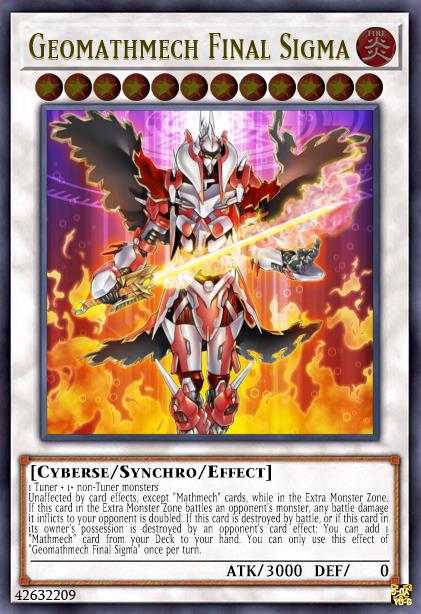 GEOMATHMECH FINAL SIGMA
FIRE
炎
[CYBERSE/SYNCHRO/EFFECT]
1 Tuner + 1+ non-Tuner monsters
Unaffected by card effects, except "Mathmech" cards, while in the Extra Monster Zone.
If this card in the Extra Monster Zone battles an opponent's monster, any battle damage
it inflicts to your opponent is doubled. If this card is destroyed by battle, or if this card in
its owner's possession is destroyed by an opponent's card effect: You can add 1
"Mathmech" card from your Deck to your hand. You can only use this effect of
"Geomathmech Final Sigma" once per turn.
ATK/3000 DEF/ 0
42632209